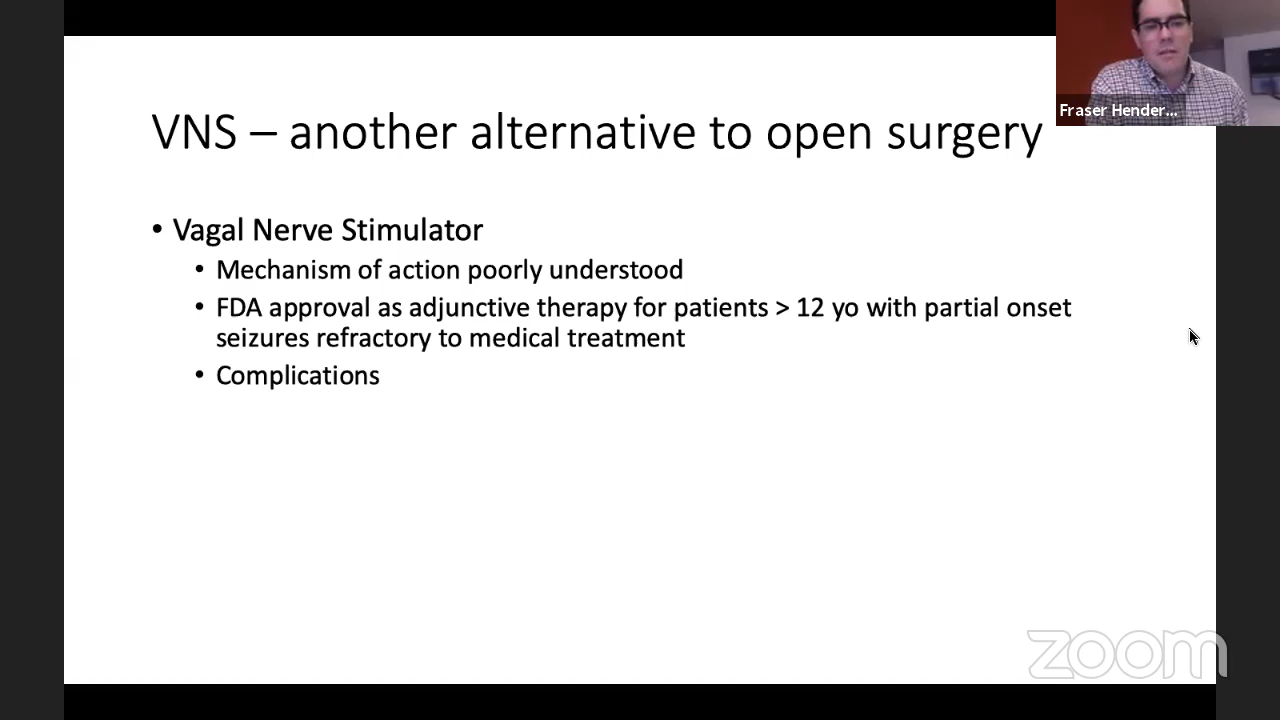 VNS – another alternative to open surgery
• Vagal Nerve Stimulator
• Mechanism of action poorly understood
• FDA approval as adjunctive therapy for patients > 12 yo with partial onset
seizures refractory to medical treatment
• Complications
Fraser Hender...
zoom